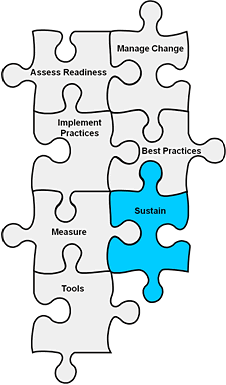 Manage Change
Assess Readiness
Implement
Practices
Best Practices
Sustain
Measure
Tools